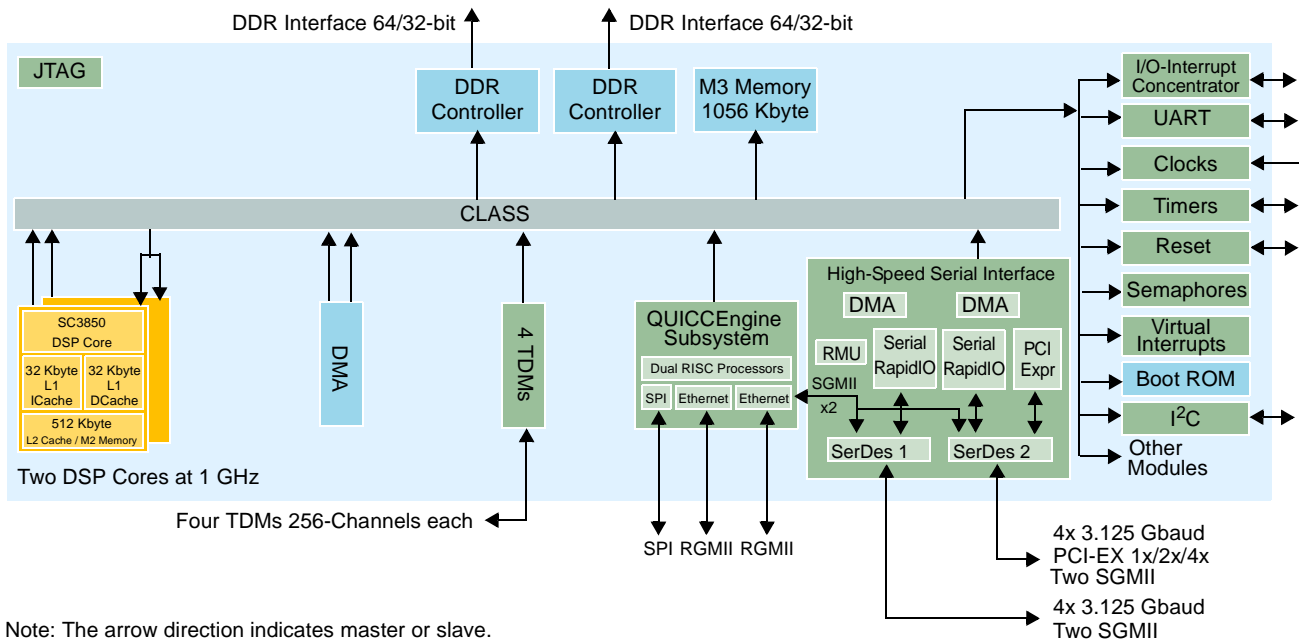 DDR Interface 64/32-bit
DDR Interface 64/32-bit
JTAG
DDR
Controller
DDR
Controller
M3 Memory
1056 Kbyte
I/O-Interrupt
Concentrator
UART
Clocks
Timers
Reset
Semaphores
Virtual
Interrupts
Boot ROM
I²C
Other
Modules
CLASS
SC3850
DSP Core
32 Kbyte
L1
ICache
32 Kbyte
L1
DCache
512 Kbyte
L2 Cache / M2 Memory
Two DSP Cores at 1 GHz
DMA
4 TDMs
Four TDMs 256-Channels each
QUICCEngine
Subsystem
Dual RISC Processors
SPI
Ethernet
Ethernet
SPI
RGMII
RGMII
High-Speed Serial Interface
DMA
DMA
RMU
Serial
RapidIO
Serial
RapidIO
PCI
Expr
SGMII
x2
SerDes 1
SerDes 2
4x 3.125 Gbaud
PCI-EX 1x/2x/4x
Two SGMII
4x 3.125 Gbaud
Two SGMII
Note: The arrow direction indicates master or slave.